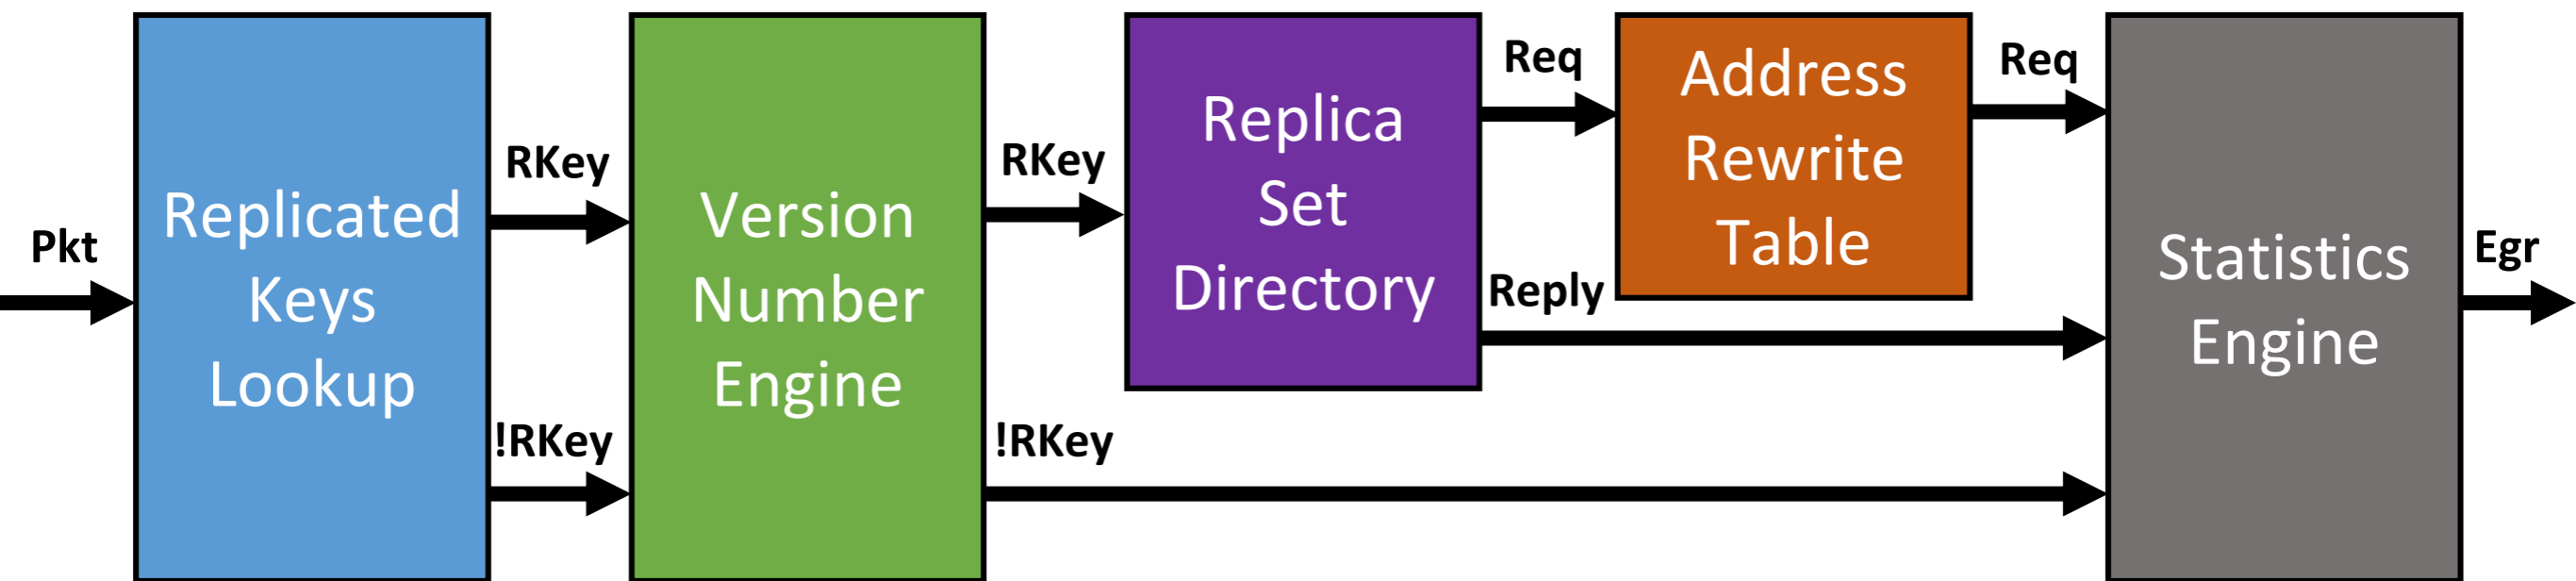 Pkt
Replicated
Keys
Lookup
RKey
!RKey
Version
Number
Engine
RKey
!RKey
Replica
Set
Directory
Req
Reply
Address
Rewrite
Table
Req
Statistics
Engine
Egr